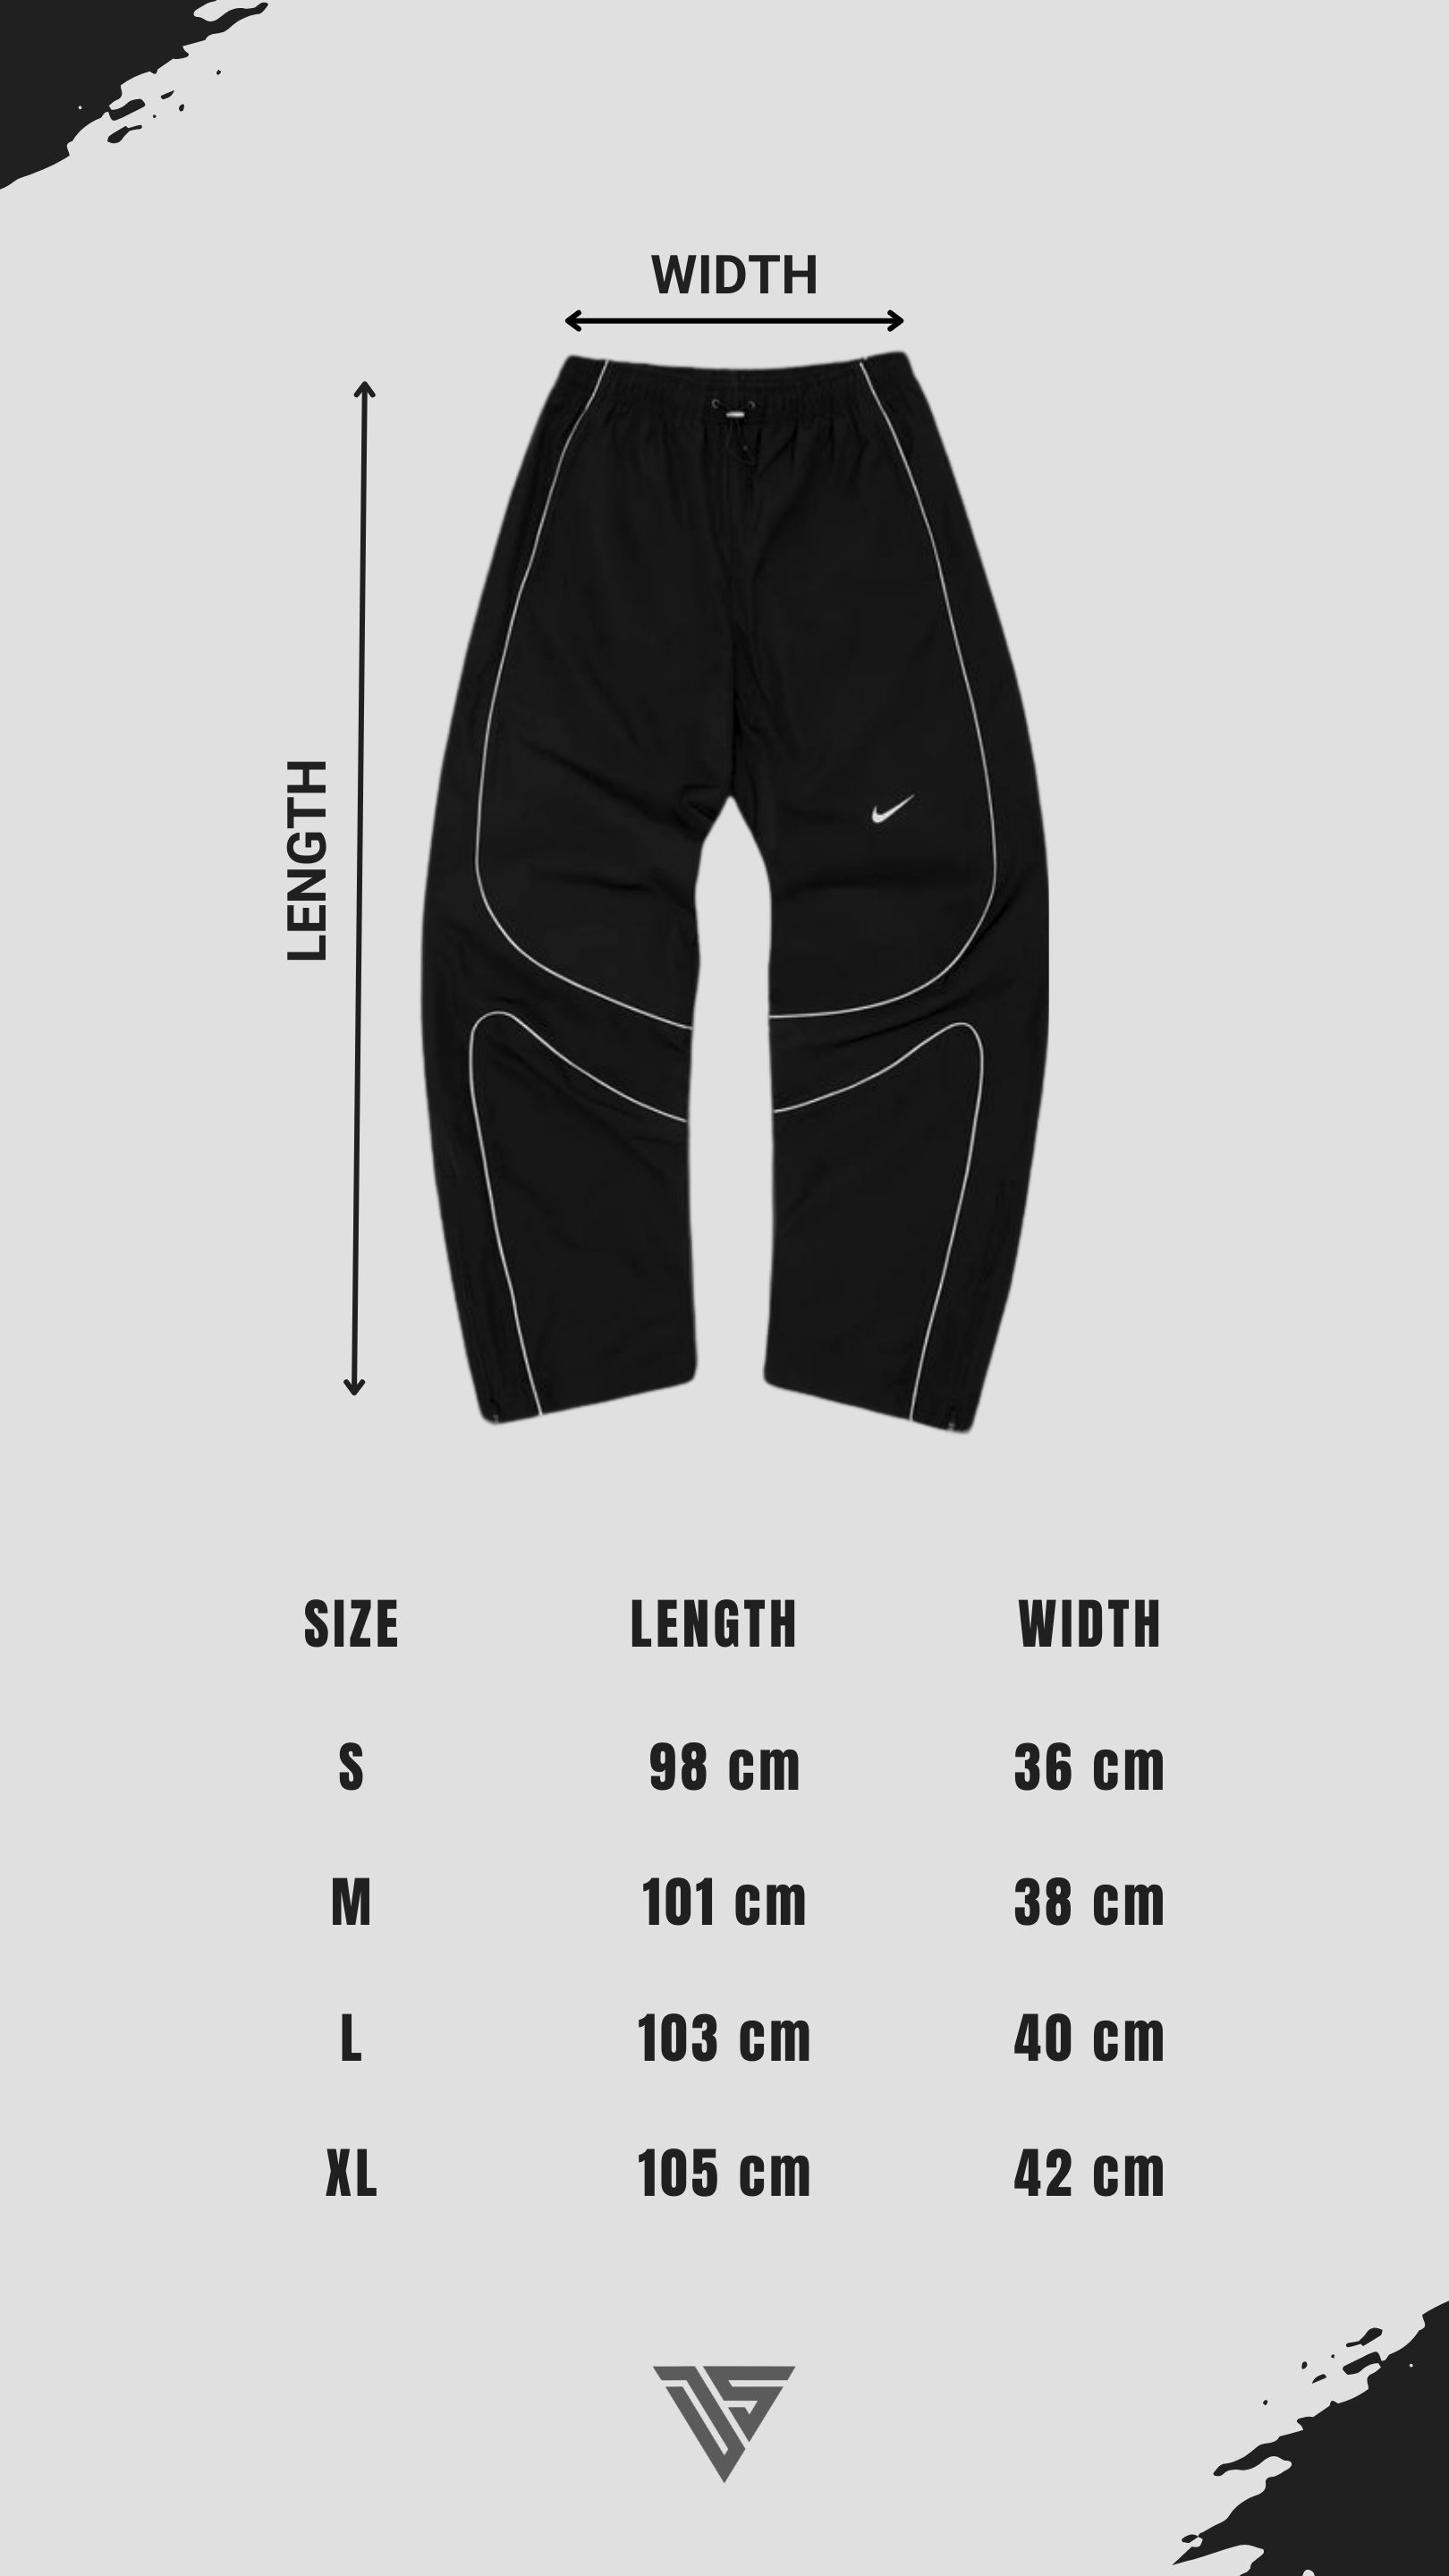 WIDTH
LENGTH
SIZE LENGTH WIDTH
S 98 cm 36 cm
M 101 cm 38 cm
L 103 cm 40 cm
XL 105 cm 42 cm